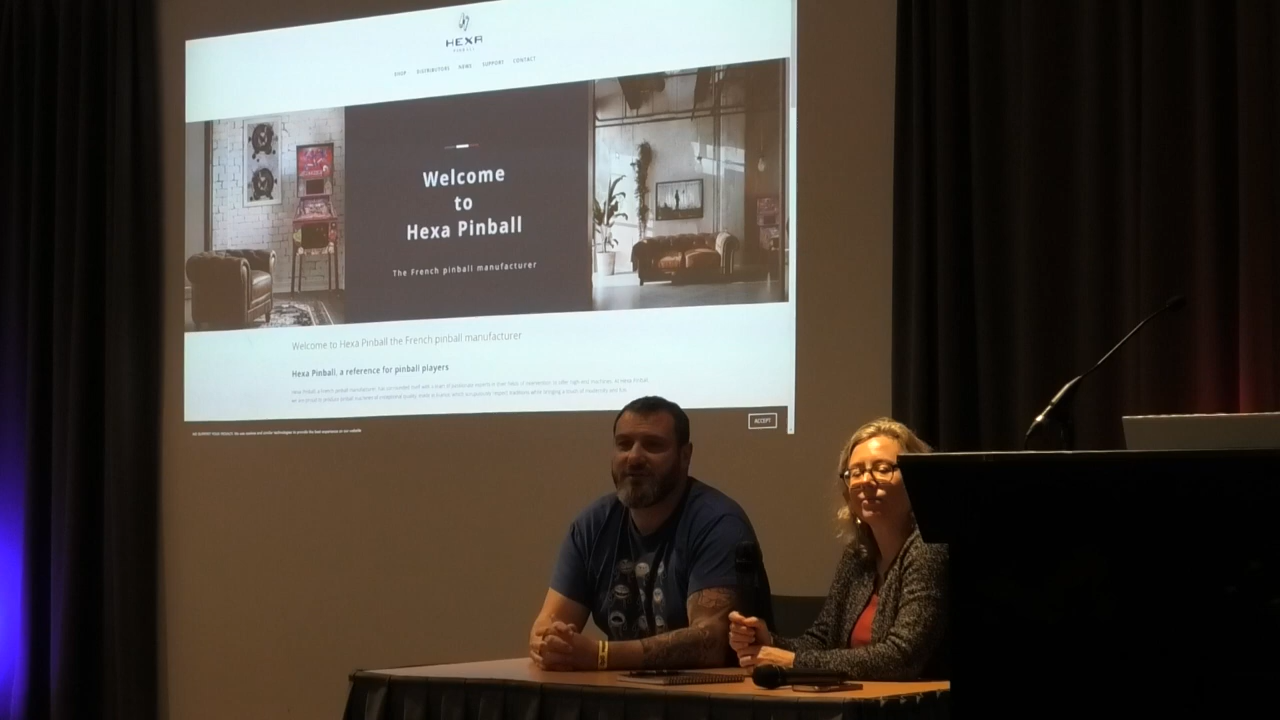 HEXA
PINBALL
SHOP DISTRIBUTORS NEWS SUPPORT CONTACT
Welcome
to
Hexa Pinball
The French pinball manufacturer
Welcome to Hexa Pinball the French pinball manufacturer
Hexa Pinball, a reference for pinball players
ACCEPT